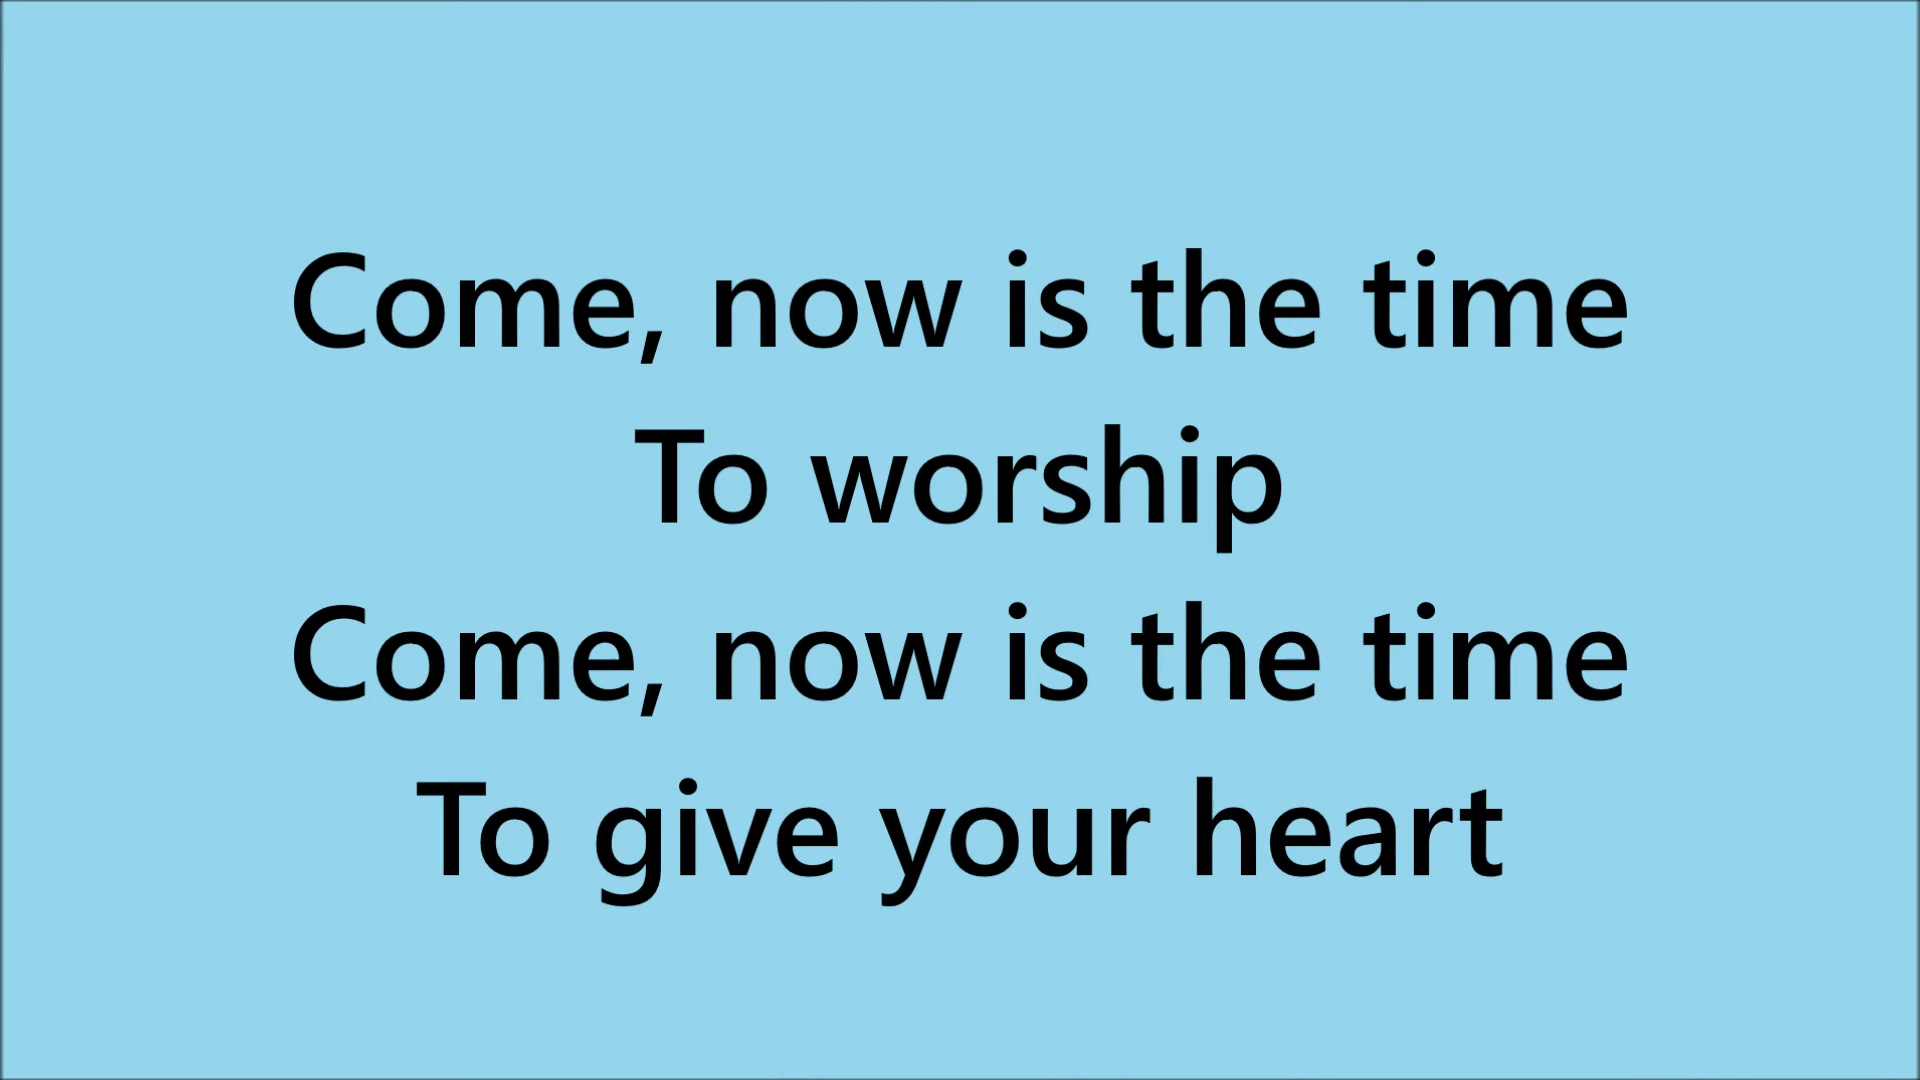 Come, now is the time
To worship
Come, now is the time
To give your heart